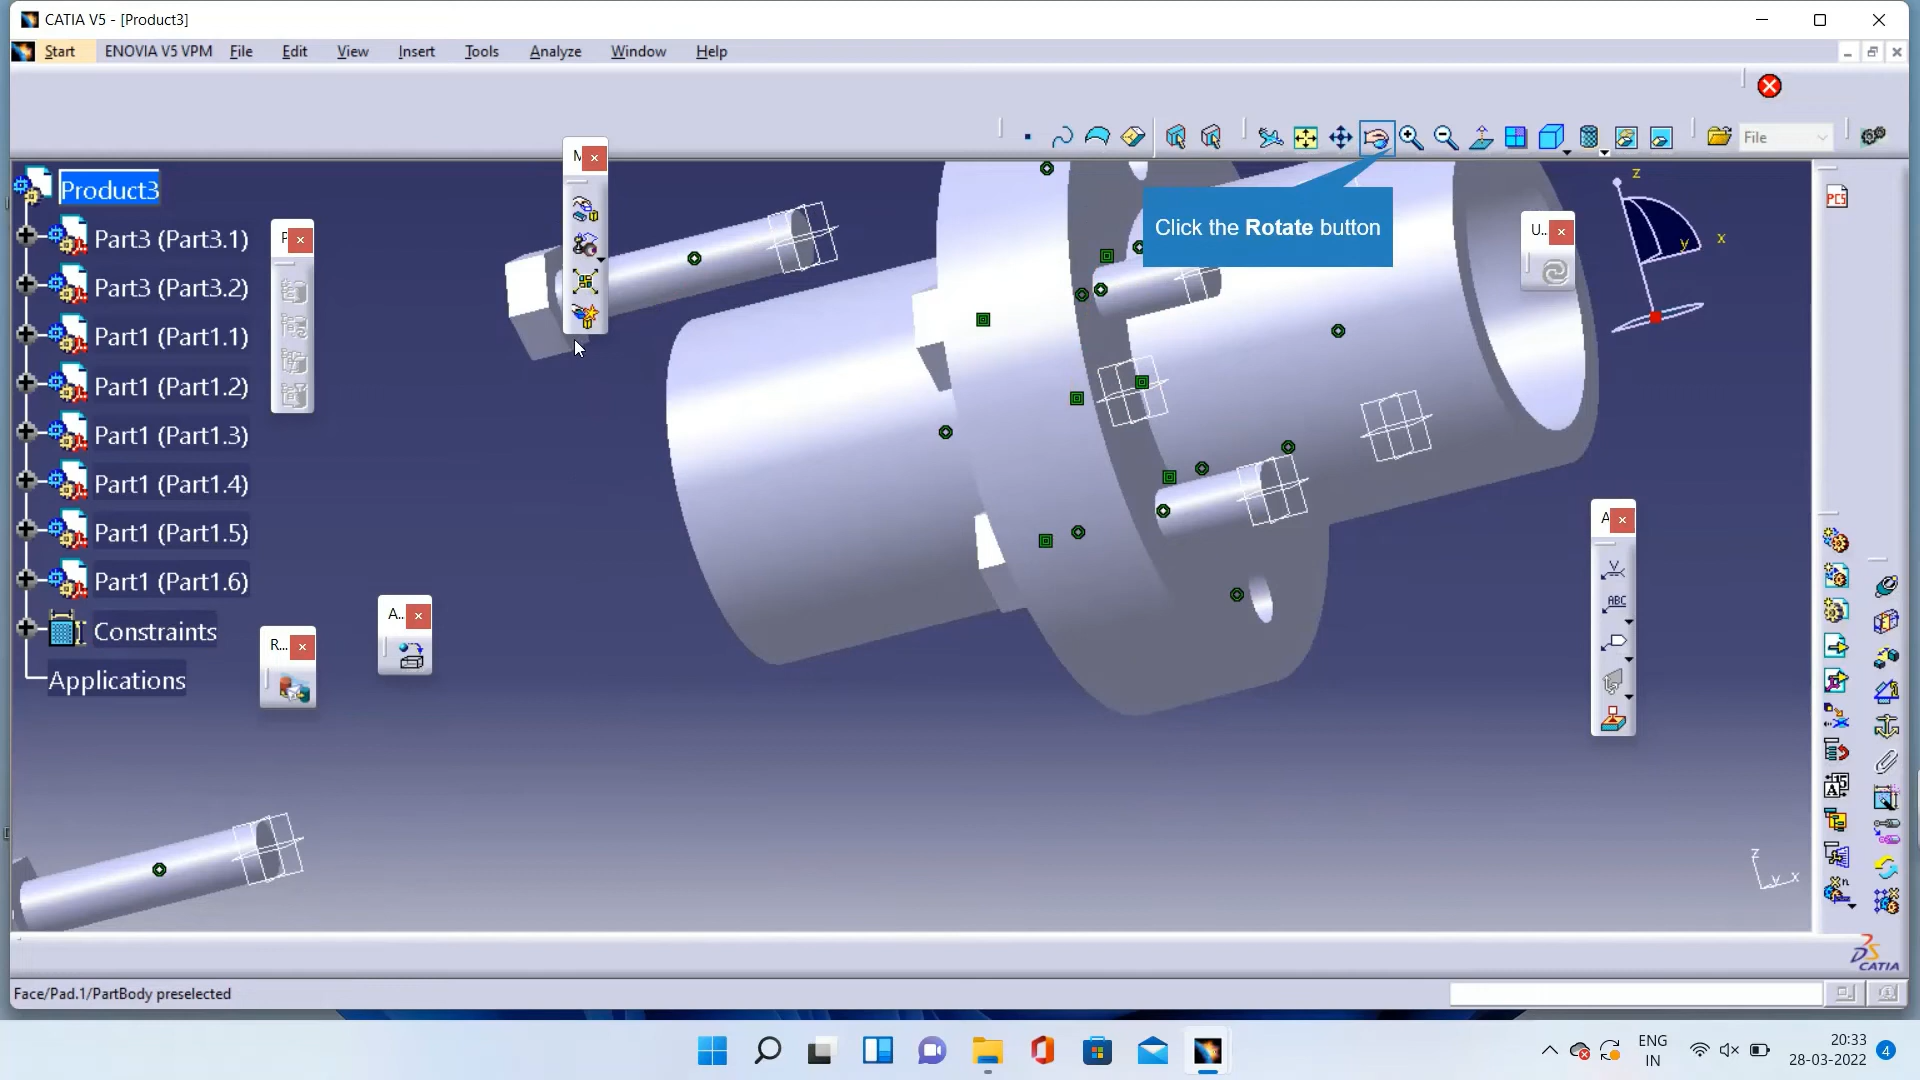 CATIA V5 - [Product3]
Start ENOVIA V5 VPM File Edit View Insert Tools Analyze Window Help
File
Click the Rotate button
Product3
Part3 (Part3.1)
Part3 (Part3.2)
Part1 (Part1.1)
Part1 (Part1.2)
Part1 (Part1.3)
Part1 (Part1.4)
Part1 (Part1.5)
Part1 (Part1.6)
Constraints
Applications
R...
A..
U..
A
ABC
PCS
z
y
x
z
y x
CATIA
Face/Pad.1/PartBody preselected
ENG
IN
20:33
28-03-2022
4